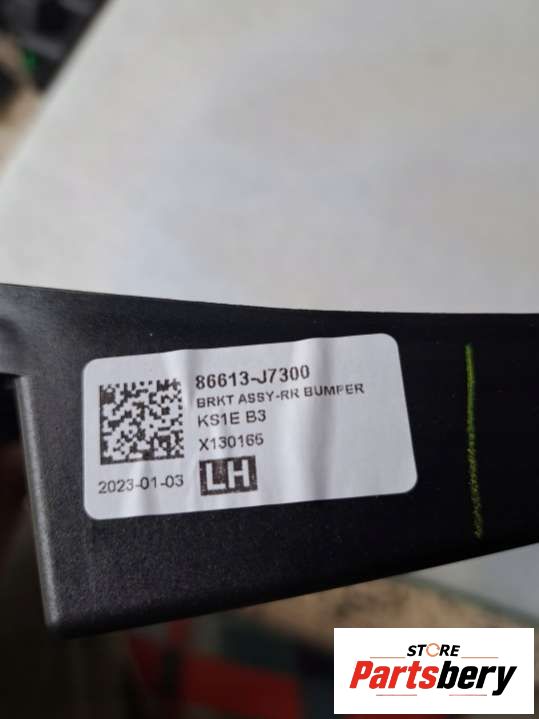 86613-J7300
BRKT ASSY-RR BUMPER
KS1E B3
X130165
2023-01-03 LH
STORE
Partsbery